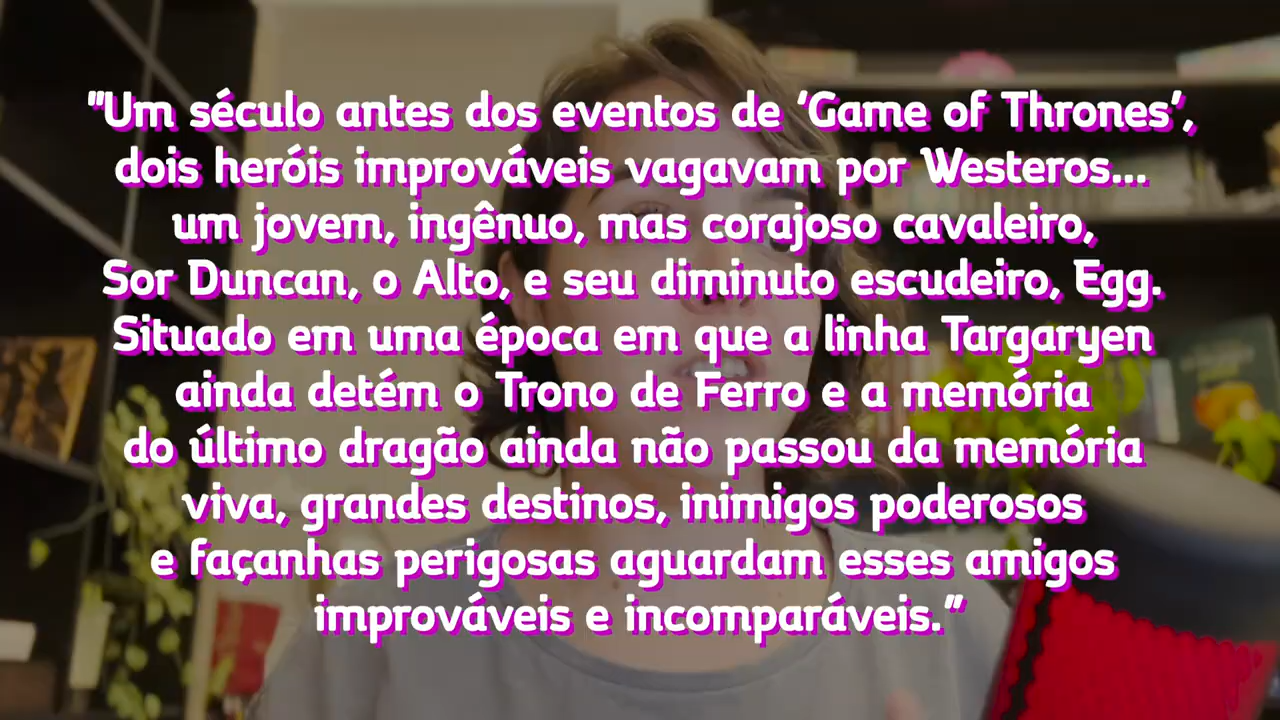 "Um século antes dos eventos de 'Game of Thrones',
dois heróis improváveis vagavam por Westeros...
um jovem, ingênuo, mas corajoso cavaleiro,
Sor Duncan, o Alto, e seu diminuto escudeiro, Egg.
Situado em uma época em que a linha Targaryen
ainda detém o Trono de Ferro e a memória
do último dragão ainda não passou da memória
viva, grandes destinos, inimigos poderosos
e façanhas perigosas aguardam esses amigos
improváveis e incomparáveis."